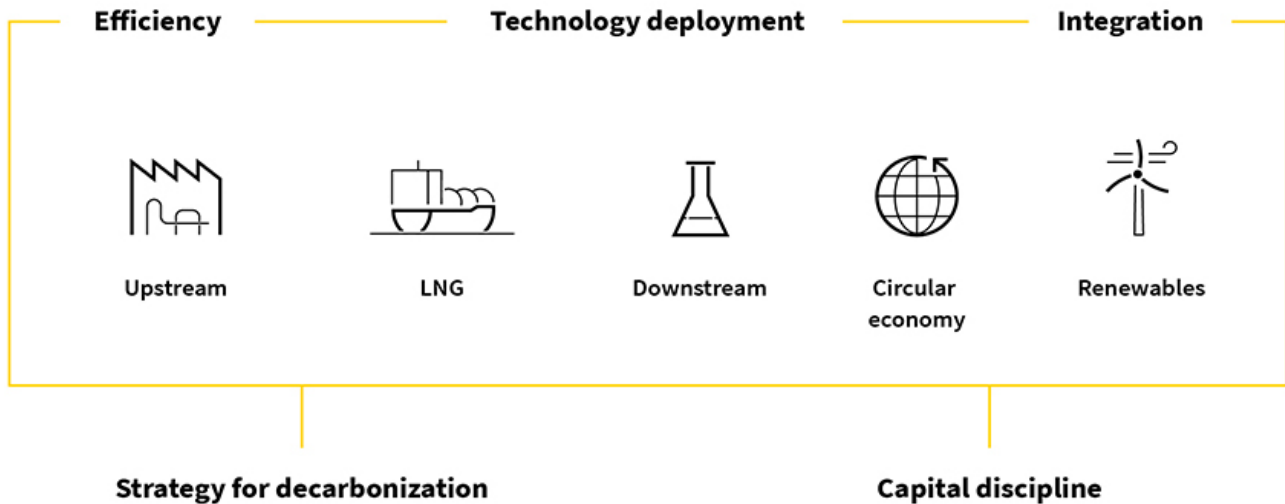 Efficiency
Technology deployment
Integration
Upstream
LNG
Downstream
Circular
economy
Renewables
Strategy for decarbonization
Capital discipline